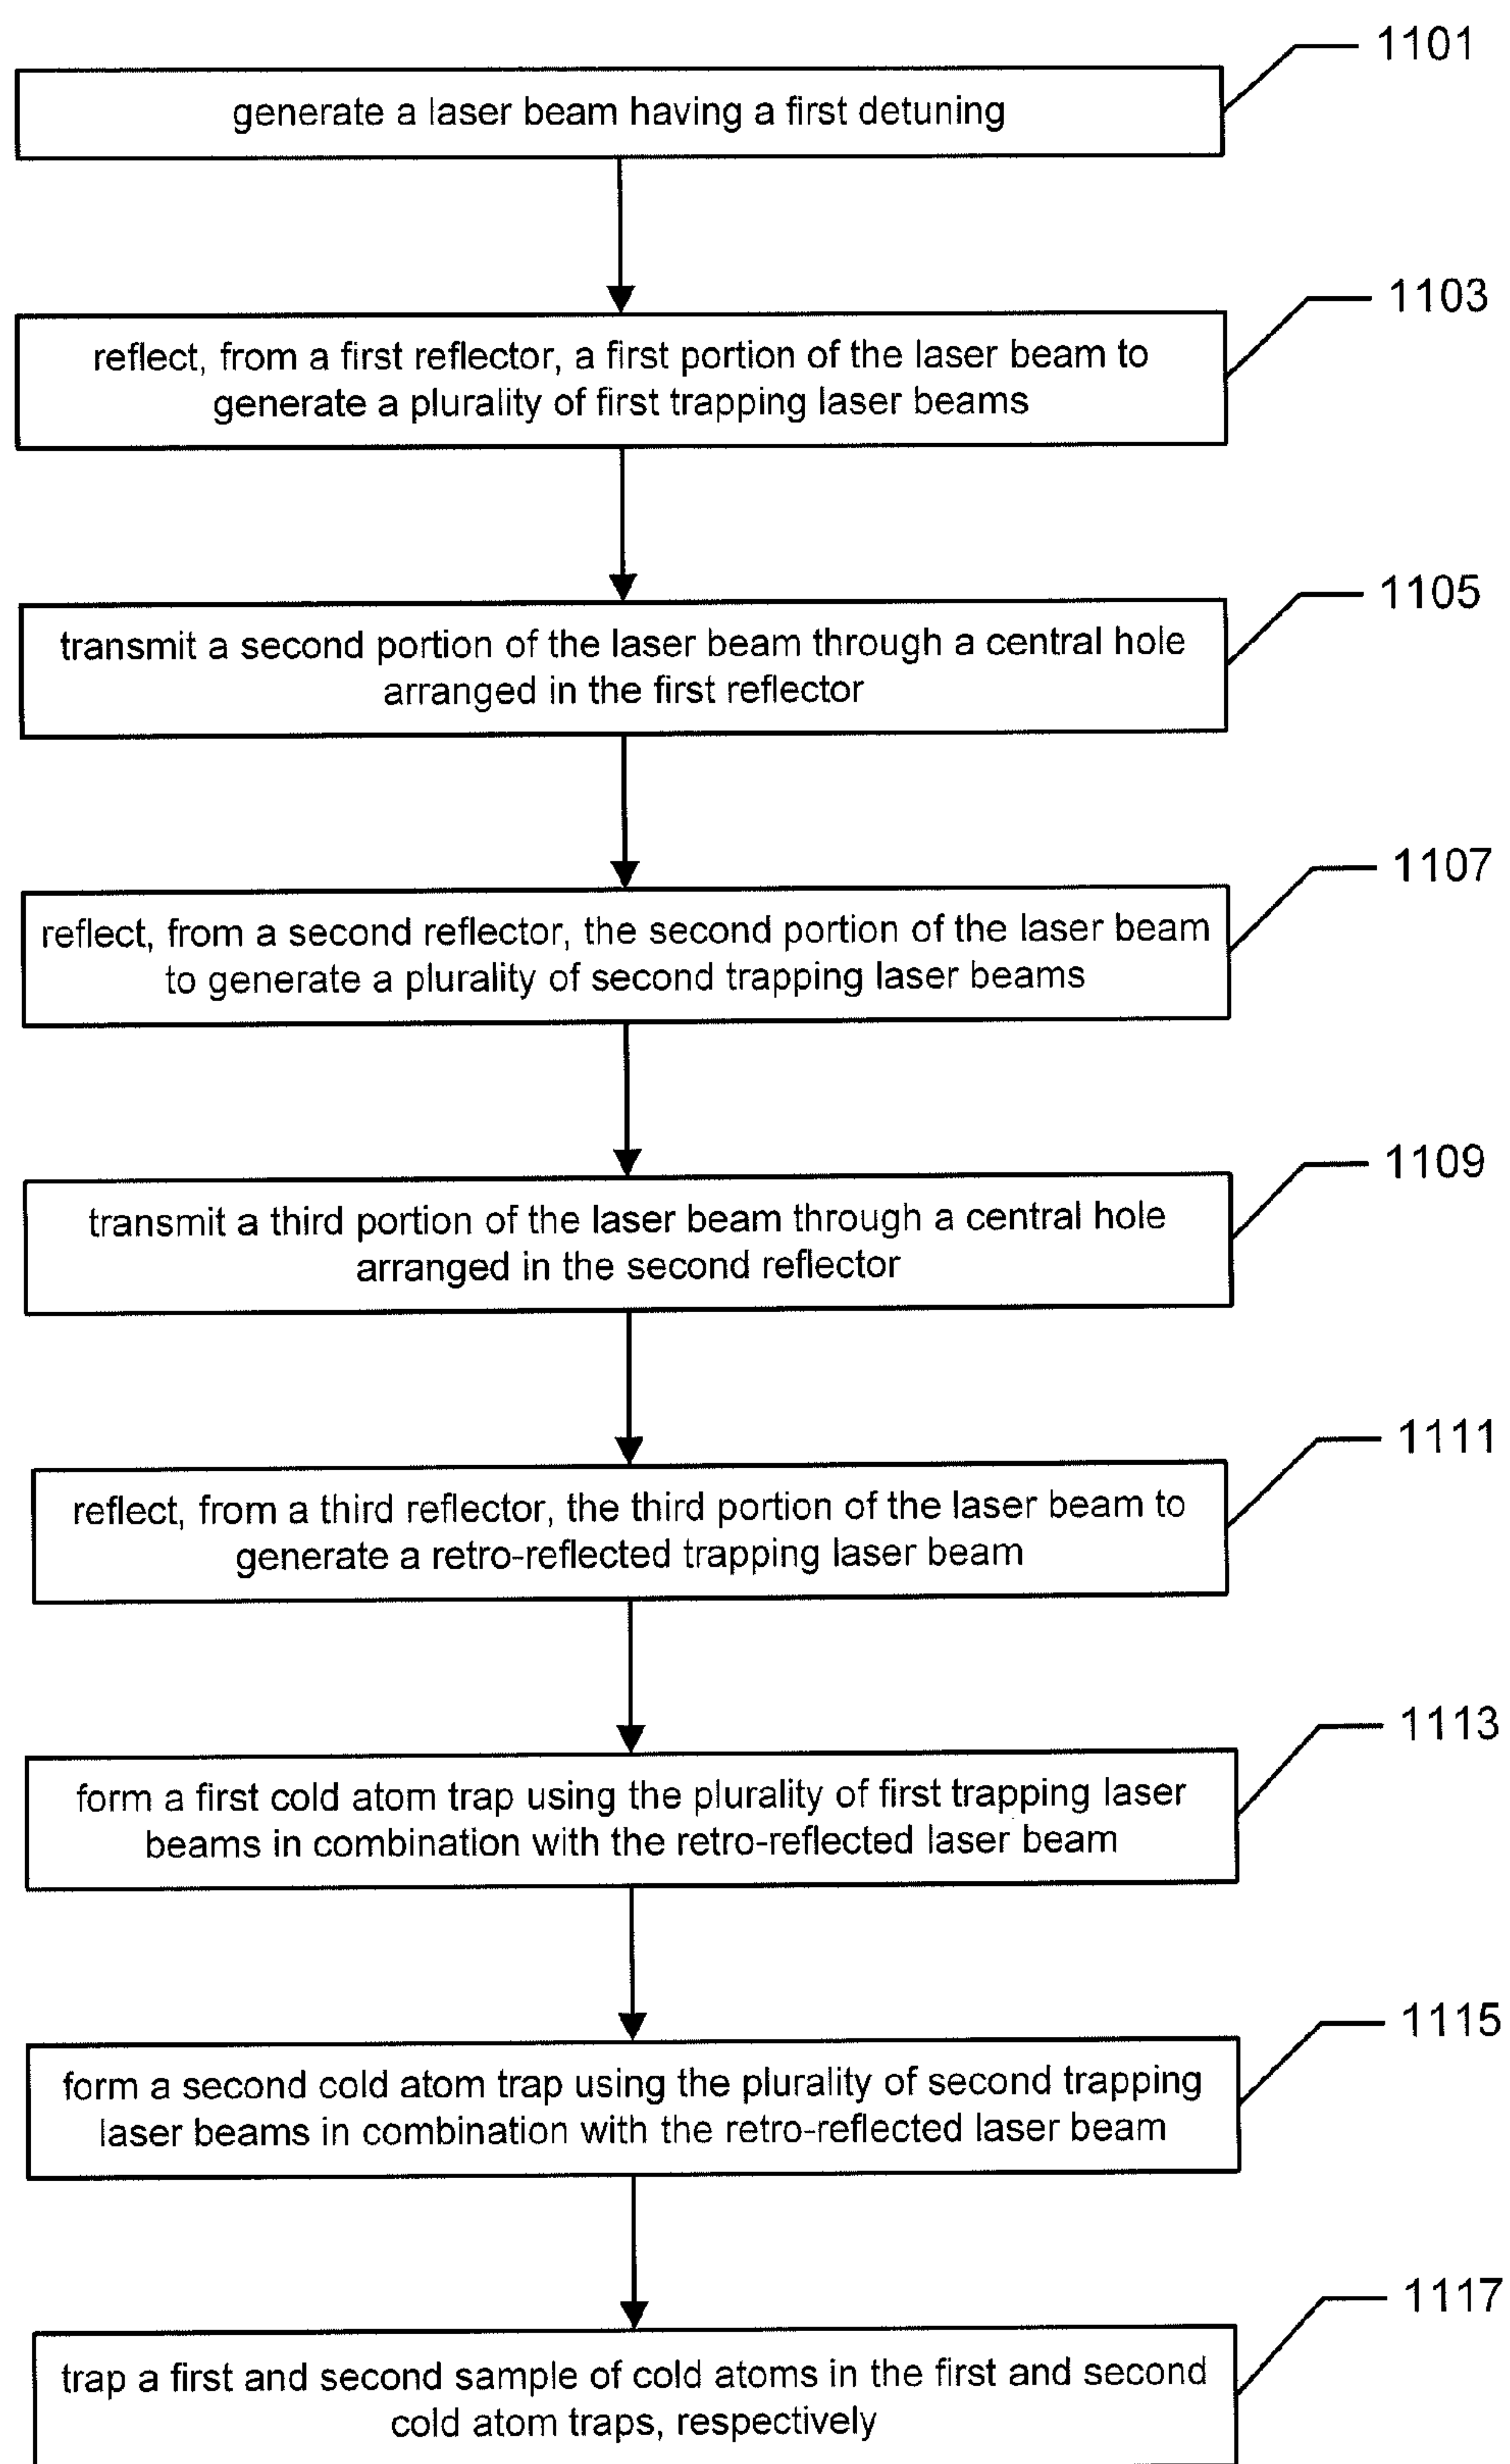 1101
generate a laser beam having a first detuning
1103
reflect, from a first reflector, a first portion of the laser beam to
generate a plurality of first trapping laser beams
1105
transmit a second portion of the laser beam through a central hole
arranged in the first reflector
1107
reflect, from a second reflector, the second portion of the laser beam
to generate a plurality of second trapping laser beams
1109
transmit a third portion of the laser beam through a central hole
arranged in the second reflector
1111
reflect, from a third reflector, the third portion of the laser beam to
generate a retro-reflected trapping laser beam
1113
form a first cold atom trap using the plurality of first trapping laser
beams in combination with the retro-reflected laser beam
1115
form a second cold atom trap using the plurality of second trapping
laser beams in combination with the retro-reflected laser beam
1117
trap a first and second sample of cold atoms in the first and second
cold atom traps, respectively